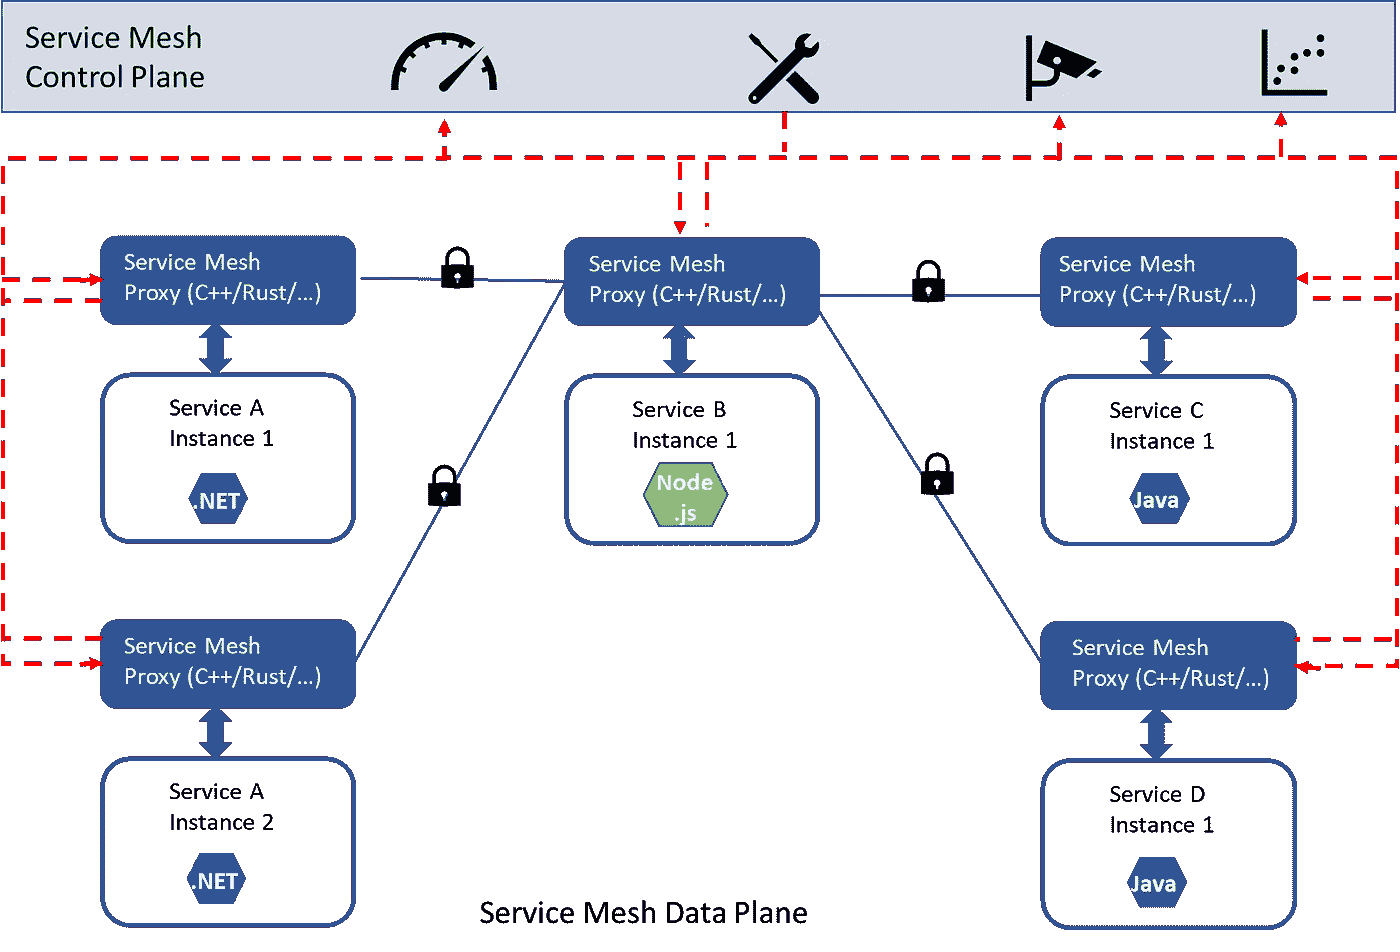 Service Mesh
Control Plane
Service Mesh
Proxy (C++/Rust/...)
Service Mesh
Proxy (C++/Rust/...)
Service Mesh
Proxy (C++/Rust/...)
Service A
Instance 1
.NET
Service B
Instance 1
Node
.js
Service C
Instance 1
Java
Service Mesh
Proxy (C++/Rust/...)
Service Mesh
Proxy (C++/Rust/...)
Service A
Instance 2
.NET
Service D
Instance 1
Java
Service Mesh Data Plane